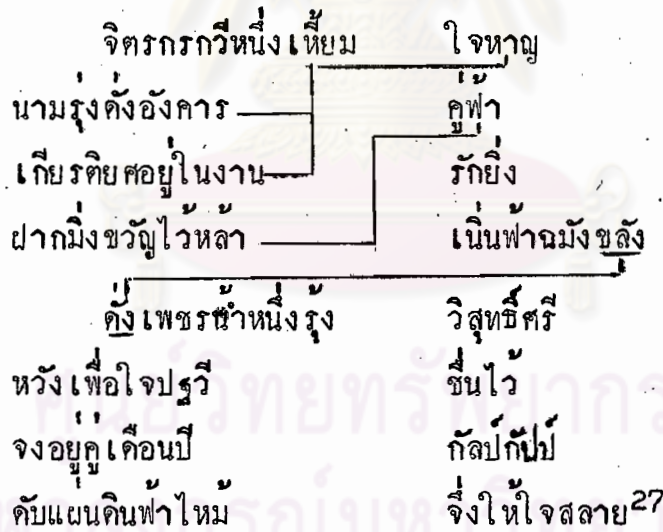 จิตรกรกวีหนึ่งเหี้ยม ใจหาญ
นามรุ่งดั่งอังคาร คู่ฟ้า
เกียรติยศอยู่ในงาน รักยิ่ง
ฝากมิ่งขวัญไว้หล้า เนิ่นฟ้าฉมังขลัง
ดั่งเพชรน้ำหนึ่งรุ้ง วิสุทธิ์ศรี
หวังเพื่อใจปฐวี ชื่นไว้
จงอยู่คู่เดือนปี กัลป์กัปป์
ดับแผ่นดินฟ้าไหม้ จึ่งให้ใจสลาย27